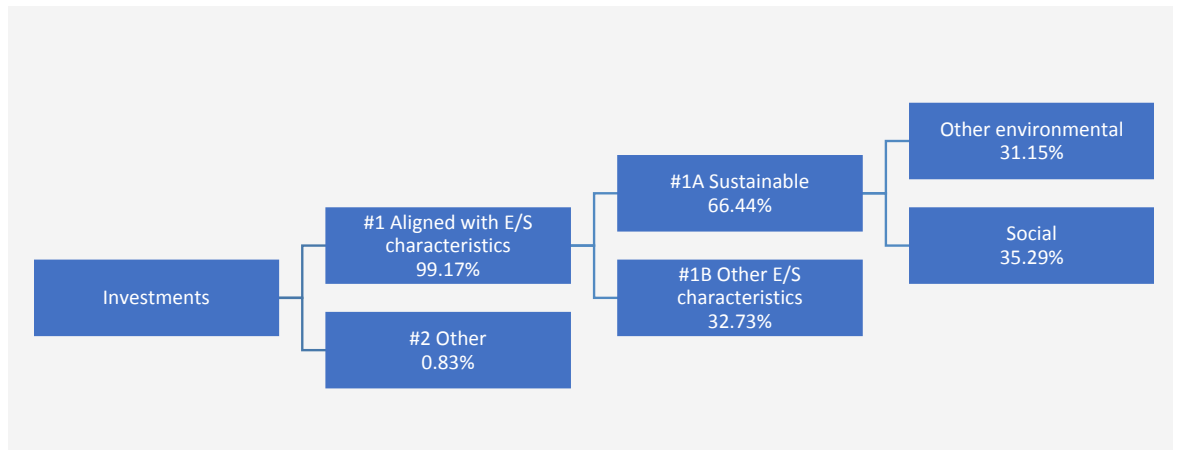 Investments
#1 Aligned with E/S
characteristics
99.17%
#2 Other
0.83%
#1A Sustainable
66.44%
#1B Other E/S
characteristics
32.73%
Other environmental
31.15%
Social
35.29%